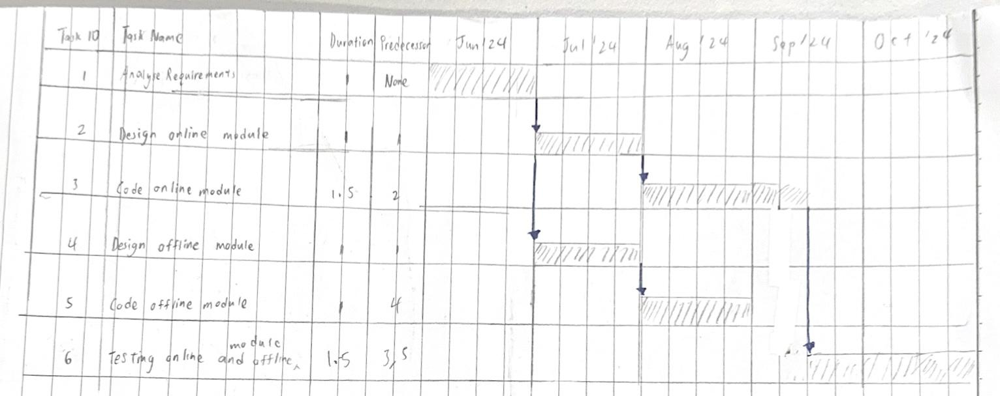 Task ID Task Name Duration Predecessor Jun '24 Jul '24 Aug '24 Sep '24 Oct '24
1 Analyse Requirements 1 None
2 Design online module 1 1
3 Code online module 1.5 2
4 Design offline module 1 1
5 Code offline module 1 4
module
6 Testing online and offline 1.5 3,5